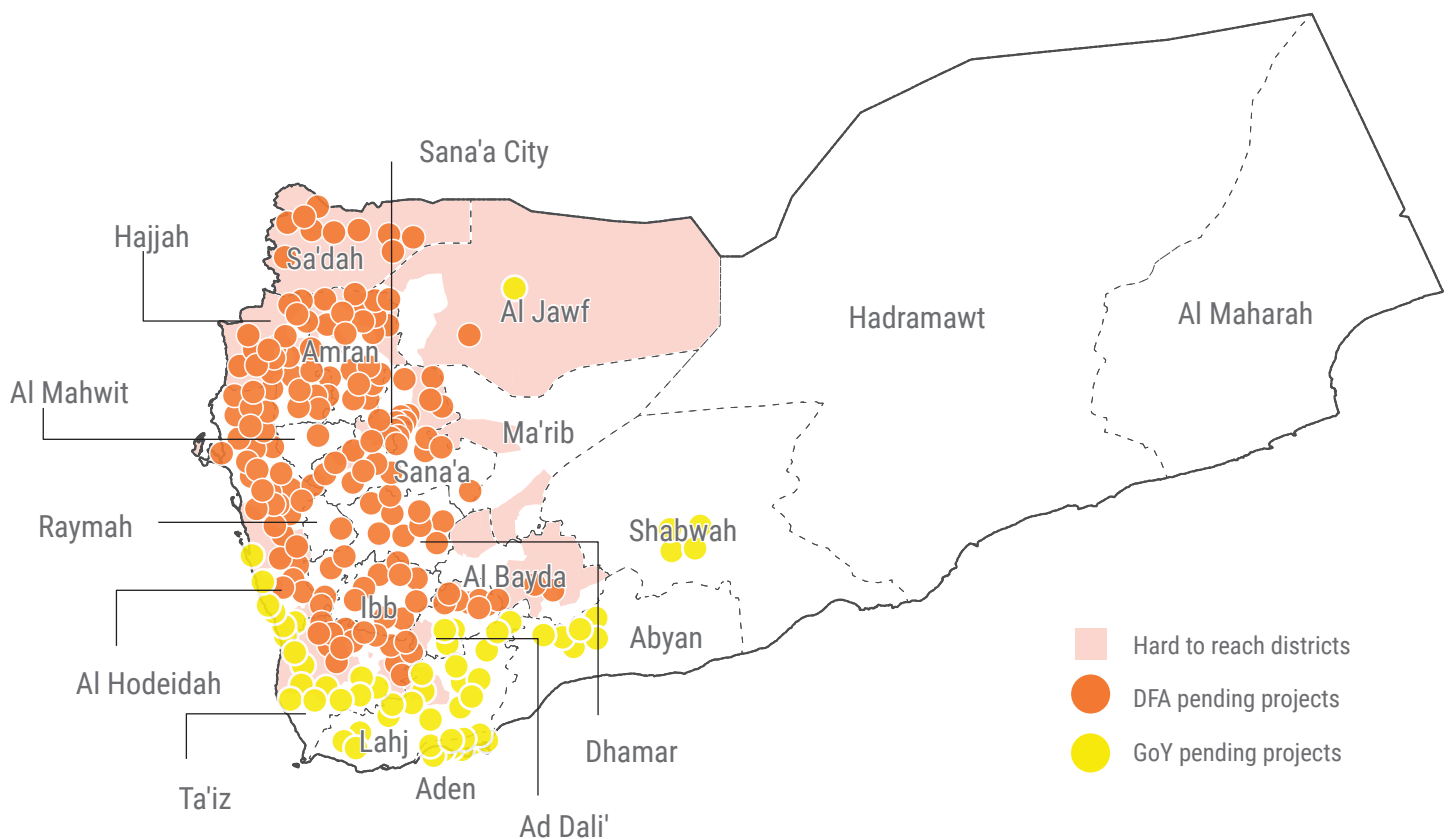 Sana'a City
Hajjah
Sa'dah
Al Jawf
Hadramawt
Al Maharah
Amran
Al Mahwit
Ma'rib
Sana'a
Raymah
Shabwah
Al Bayda
Ibb
Abyan
Hard to reach districts
Al Hodeidah
DFA pending projects
Lahj
Dhamar
GoY pending projects
Ta'iz
Aden
Ad Dali'